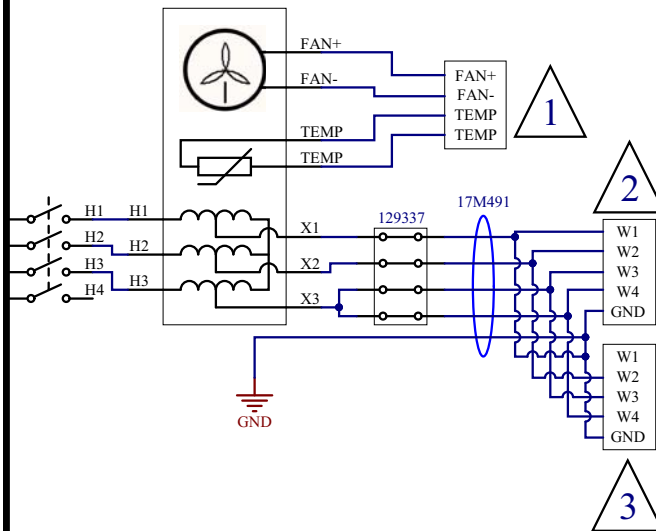 FAN+
FAN-
TEMP
TEMP
FAN+
FAN-
TEMP
TEMP
1
H1 H1
H2 H2
H3 H3
H4
X1
X2
X3
129337
17M491
2
W1
W2
W3
W4
GND
W1
W2
W3
W4
GND
GND
3